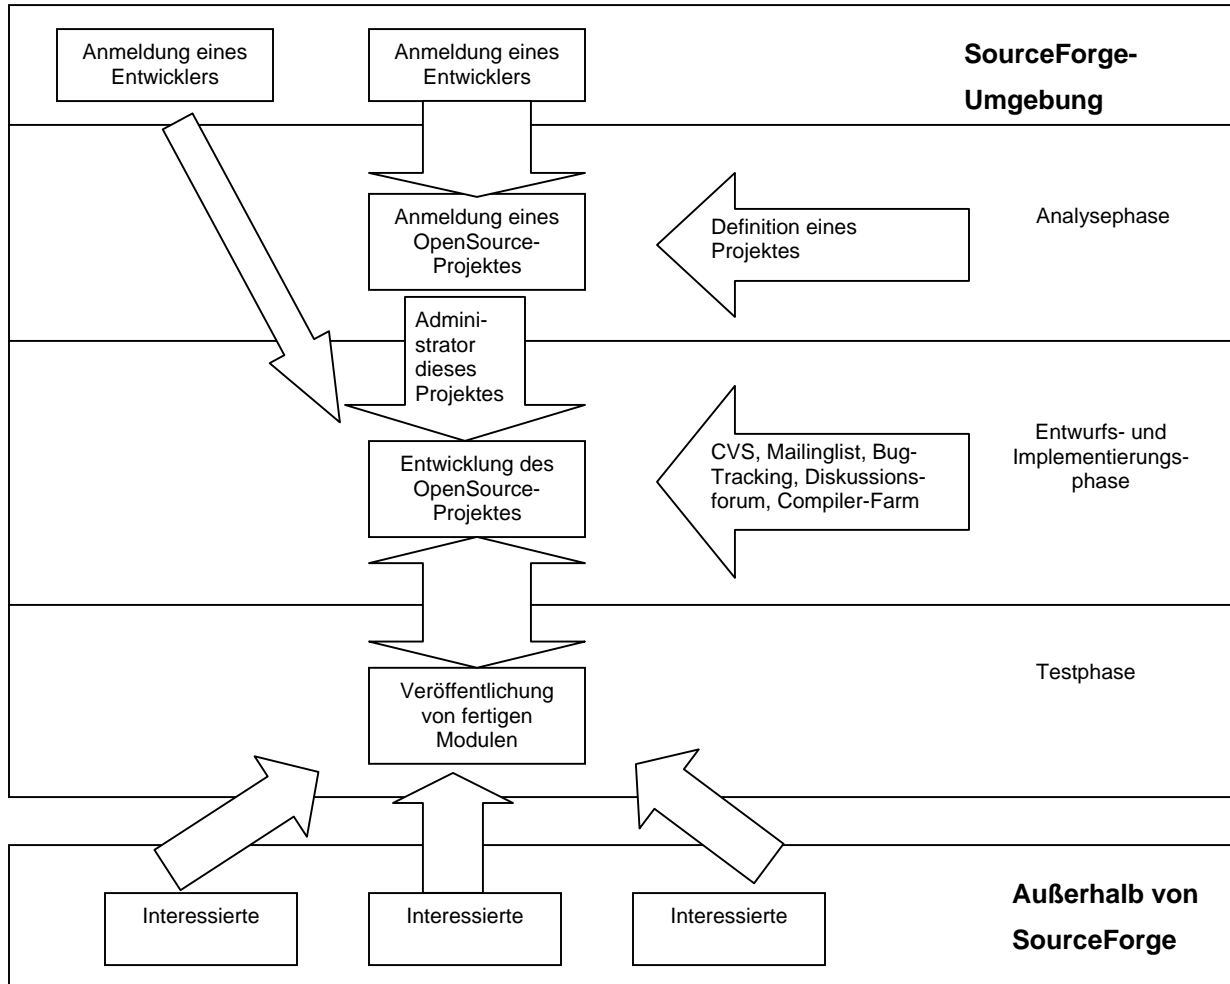 Anmeldung eines
Entwicklers
Anmeldung eines
Entwicklers
SourceForge-
Umgebung
Anmeldung eines
OpenSource-
Projektes
Definition eines
Projektes
Analysephase
Admini-
strator
dieses
Projektes
Entwicklung des
OpenSource-
Projektes
CVS, Mailinglist, Bug-
Tracking, Diskussions-
forum, Compiler-Farm
Entwurfs- und
Implementierungs-
phase
Veröffentlichung
von fertigen
Modulen
Testphase
Interessierte
Interessierte
Interessierte
Außerhalb von
SourceForge